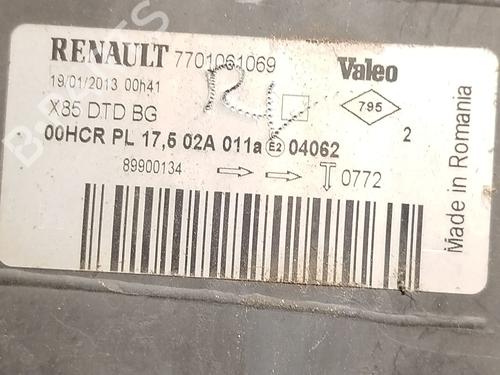 RENAULT 7701061069 Valeo
19/01/2013 00h41
X85 DTD BG
795
00HCR PL 17,5 02A 011a E2 04062
2
89900134
0772
Made in Romania